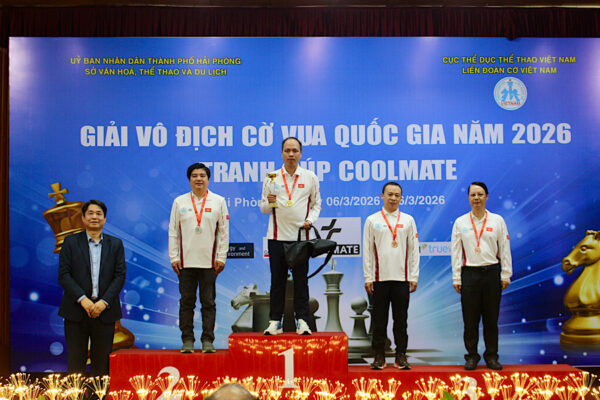 ỦY BAN NHÂN DÂN THÀNH PHỐ HẢI PHÒNG
SỞ VĂN HOÁ, THỂ THAO VÀ DU LỊCH
CỤC THỂ DỤC THỂ THAO VIỆT NAM
LIÊN ĐOÀN CỜ VIỆT NAM
VIETNAM
GIẢI VÔ ĐỊCH CỜ VUA QUỐC GIA NĂM 2026
TRANH CÚP COOLMATE
06/3/2026
/3/2026
1
2